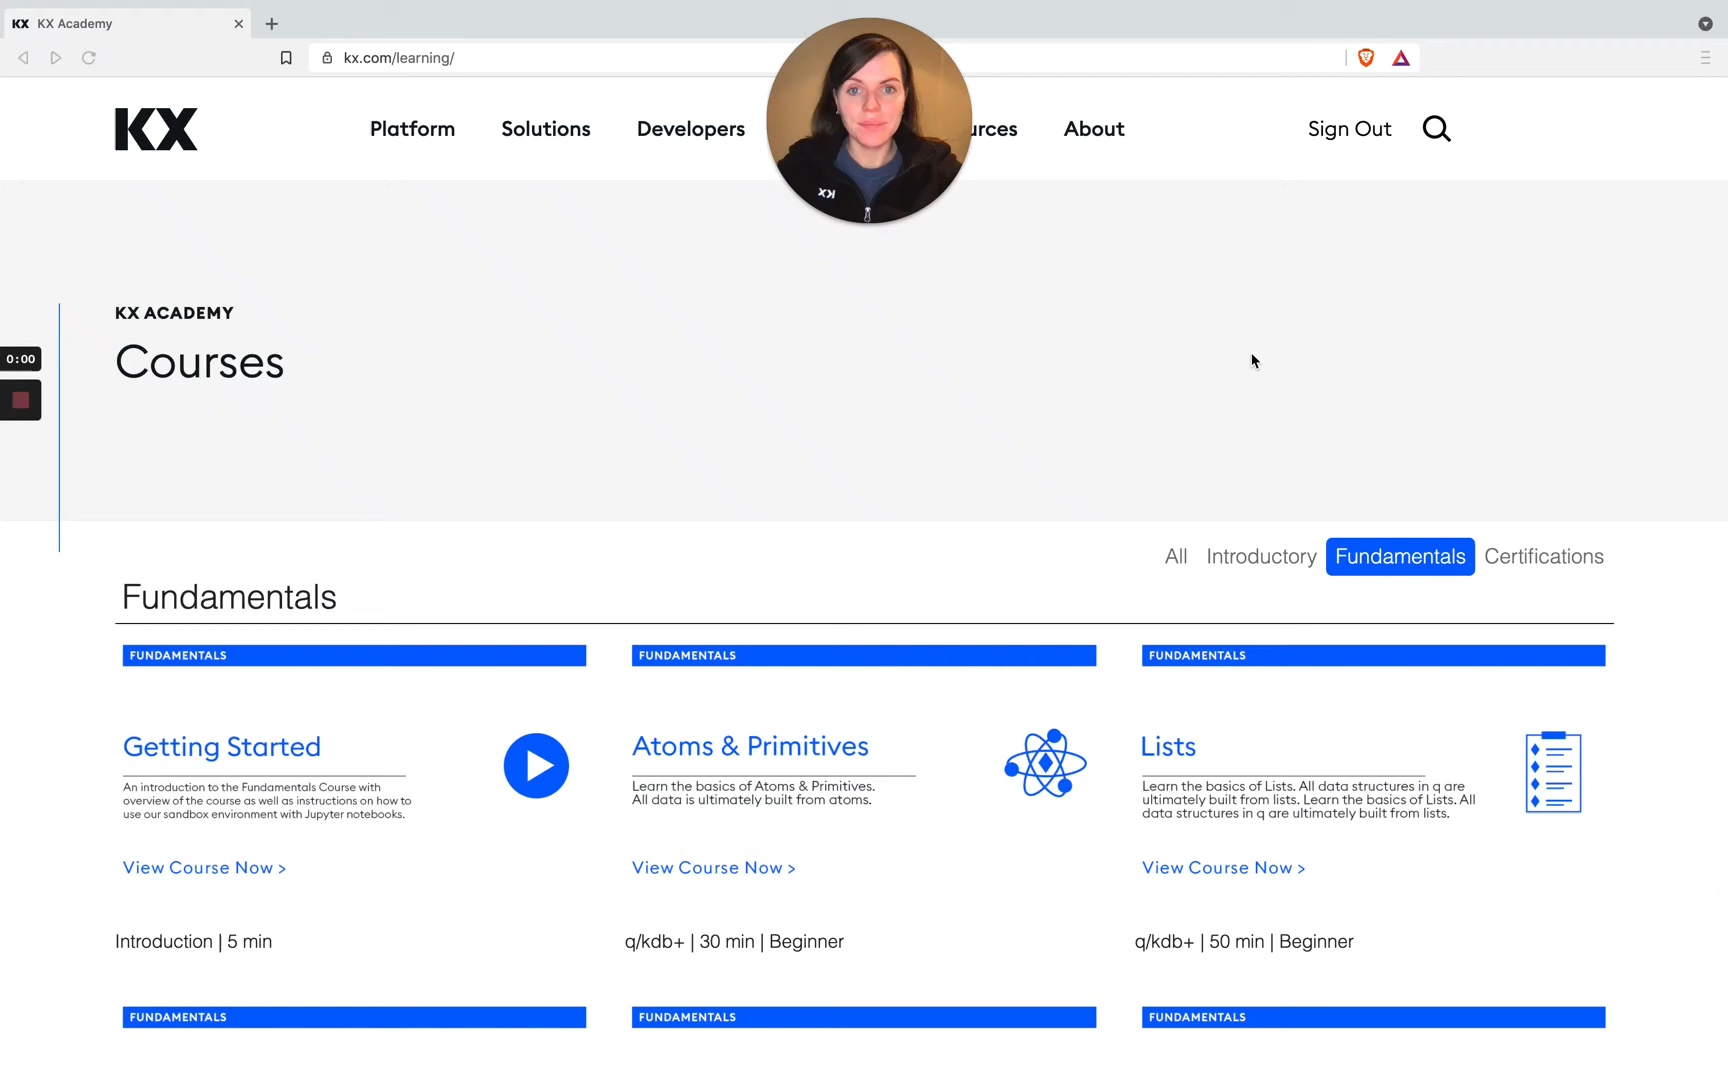 KX KX Academy
kx.com/learning/
KX
Platform
Solutions
Developers
urces
About
Sign Out
KX
KX ACADEMY
Courses
0:00
All
Introductory
Fundamentals
Certifications
Fundamentals
FUNDAMENTALS
FUNDAMENTALS
FUNDAMENTALS
Getting Started
An introduction to the Fundamentals Course with
overview of the course as well as instructions on how to
use our sandbox environment with Jupyter notebooks.
View Course Now >
Introduction | 5 min
Atoms & Primitives
Learn the basics of Atoms & Primitives.
All data is ultimately built from atoms.
View Course Now >
q/kdb+ | 30 min | Beginner
Lists
Learn the basics of Lists. All data structures in q are
ultimately built from lists. Learn the basics of Lists. All
data structures in q are ultimately built from lists.
View Course Now >
q/kdb+ | 50 min | Beginner
FUNDAMENTALS
FUNDAMENTALS
FUNDAMENTALS